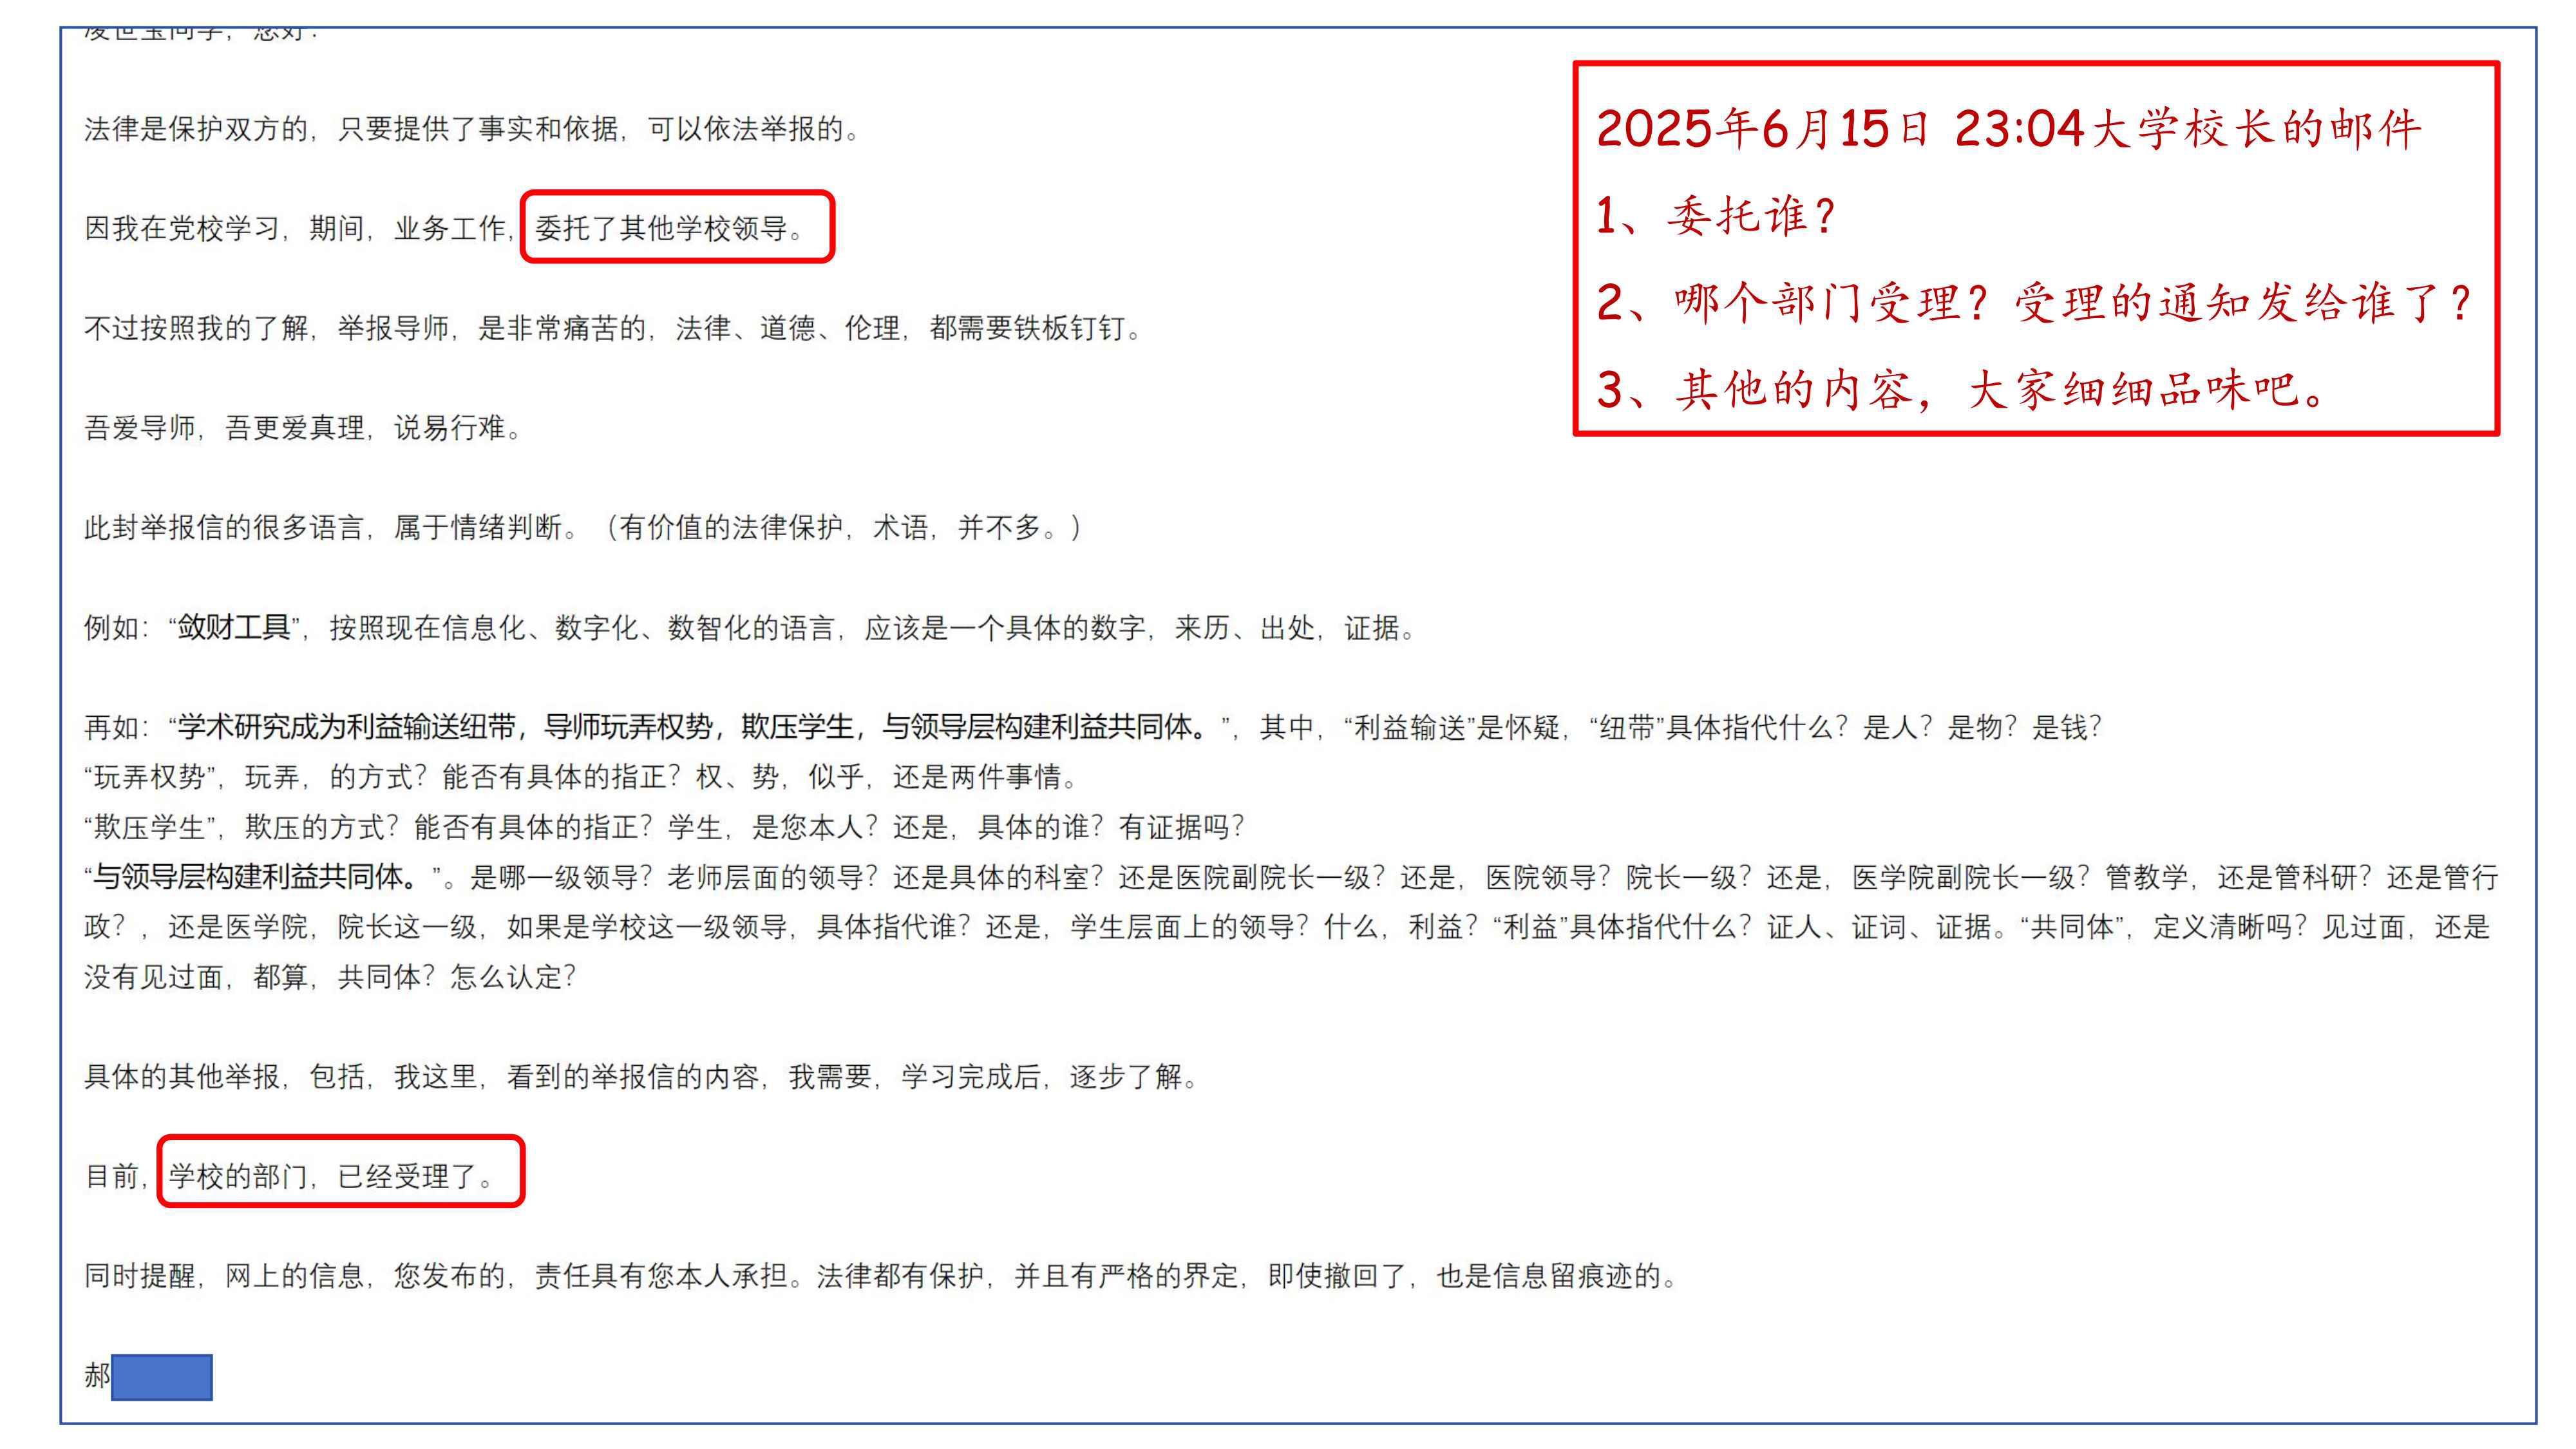 法律是保护双方的，只要提供了事实和依据，可以依法举报的。
因我在党校学习，期间，业务工作，委托了其他学校领导。
不过按照我的了解，举报导师，是非常痛苦的，法律、道德、伦理，都需要铁板钉钉。
吾爱导师，吾更爱真理，说易行难。
此封举报信的很多语言，属于情绪判断。（有价值的法律保护，术语，并不多。）
例如：“敛财工具”，按照现在信息化、数字化、数智化的语言，应该是一个具体的数字，来历、出处，证据。
再如：“学术研究成为利益输送纽带，导师玩弄权势，欺压学生，与领导层构建利益共同体。”，其中，“利益输送”是怀疑，“纽带”具体指代什么？是人？是物？是钱？
“玩弄权势”，玩弄，的方式？能否有具体的指正？权、势，似乎，还是两件事情。
“欺压学生”，欺压的方式？能否有具体的指正？学生，是您本人？还是，具体的谁？有证据吗？
“与领导层构建利益共同体。”。是哪一级领导？老师层面的领导？还是具体的科室？还是医院副院长一级？还是，医院领导？院长一级？还是，医学院副院长一级？管教学，还是管科研？还是管行
政？，还是医学院，院长这一级，如果是学校这一级领导，具体指代谁？还是，学生层面上的领导？什么，利益？“利益”具体指代什么？证人、证词、证据。“共同体”，定义清晰吗？见过面，还是
没有见过面，都算，共同体？怎么认定？
具体的其他举报，包括，我这里，看到的举报信的内容，我需要，学习完成后，逐步了解。
目前，学校的部门，已经受理了。
同时提醒，网上的信息，您发布的，责任具有您本人承担。法律都有保护，并且有严格的界定，即使撤回了，也是信息留痕迹的。
郝
2025年6月15日 23:04大学校长的邮件
1、委托谁？
2、哪个部门受理？受理的通知发给谁了？
3、其他的内容，大家细细品味吧。